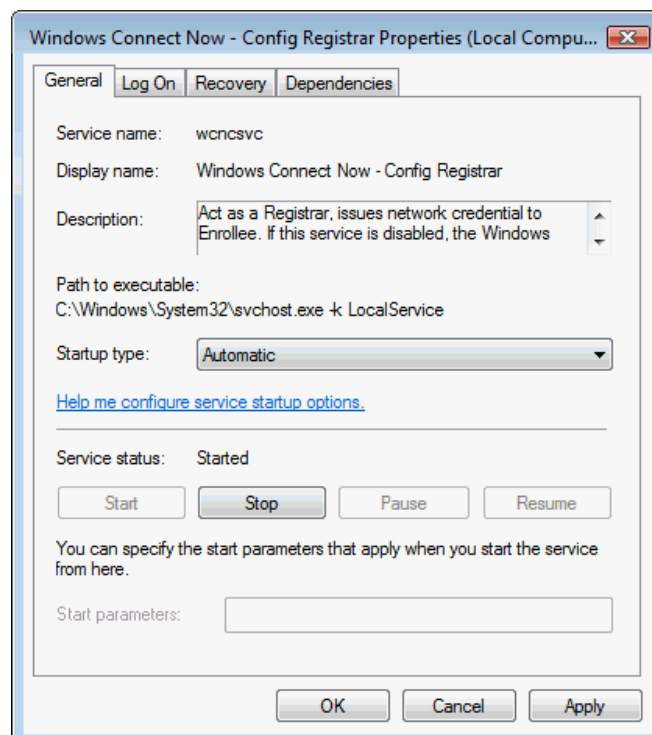 Windows Connect Now - Config Registrar Properties (Local Compu...
General Log On Recovery Dependencies
Service name: wcncsvc
Display name: Windows Connect Now - Config Registrar
Description: Act as a Registrar, issues network credential to
Enrollee. If this service is disabled, the Windows
Path to executable:
C:\Windows\System32\svchost.exe -k LocalService
Startup type: Automatic
Help me configure service startup options.
Service status: Started
Start Stop Pause Resume
You can specify the start parameters that apply when you start the service
from here.
Start parameters:
OK Cancel Apply